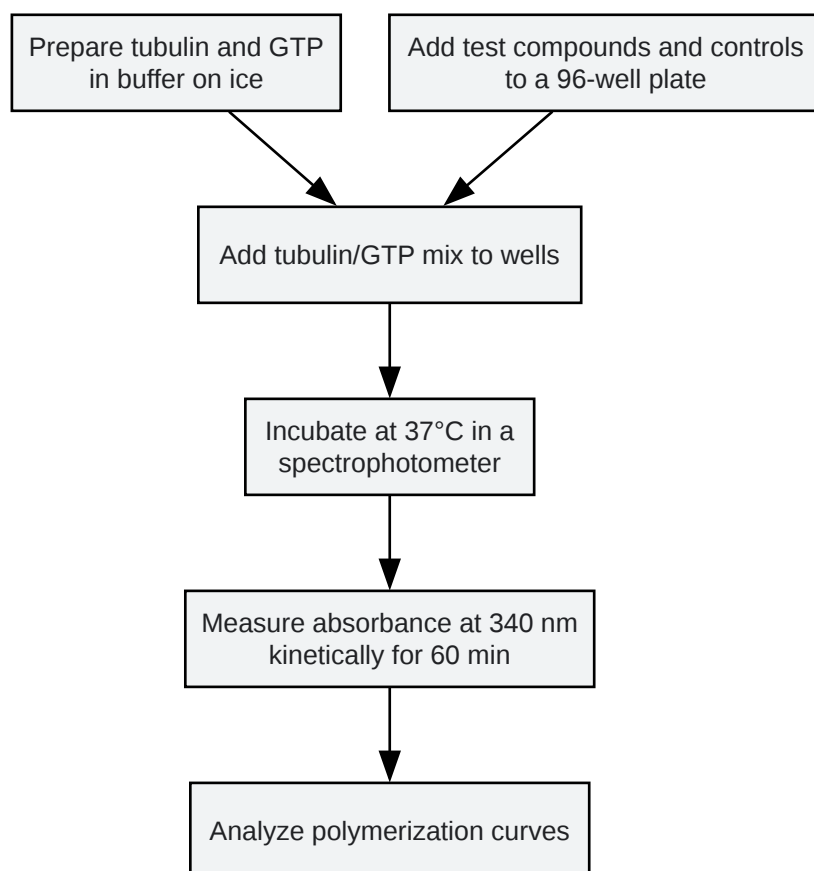 Prepare tubulin and GTP
in buffer on ice
Add test compounds and controls
to a 96-well plate
Add tubulin/GTP mix to wells
Incubate at 37°C in a
spectrophotometer
Measure absorbance at 340 nm
kinetically for 60 min
Analyze polymerization curves